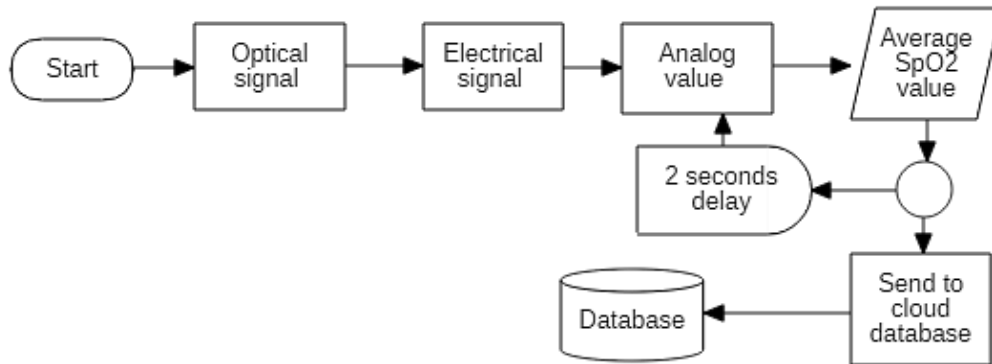 Start
Optical
signal
Electrical
signal
Analog
value
Average
SpO2
value
2 seconds
delay
Send to
cloud
database
Database